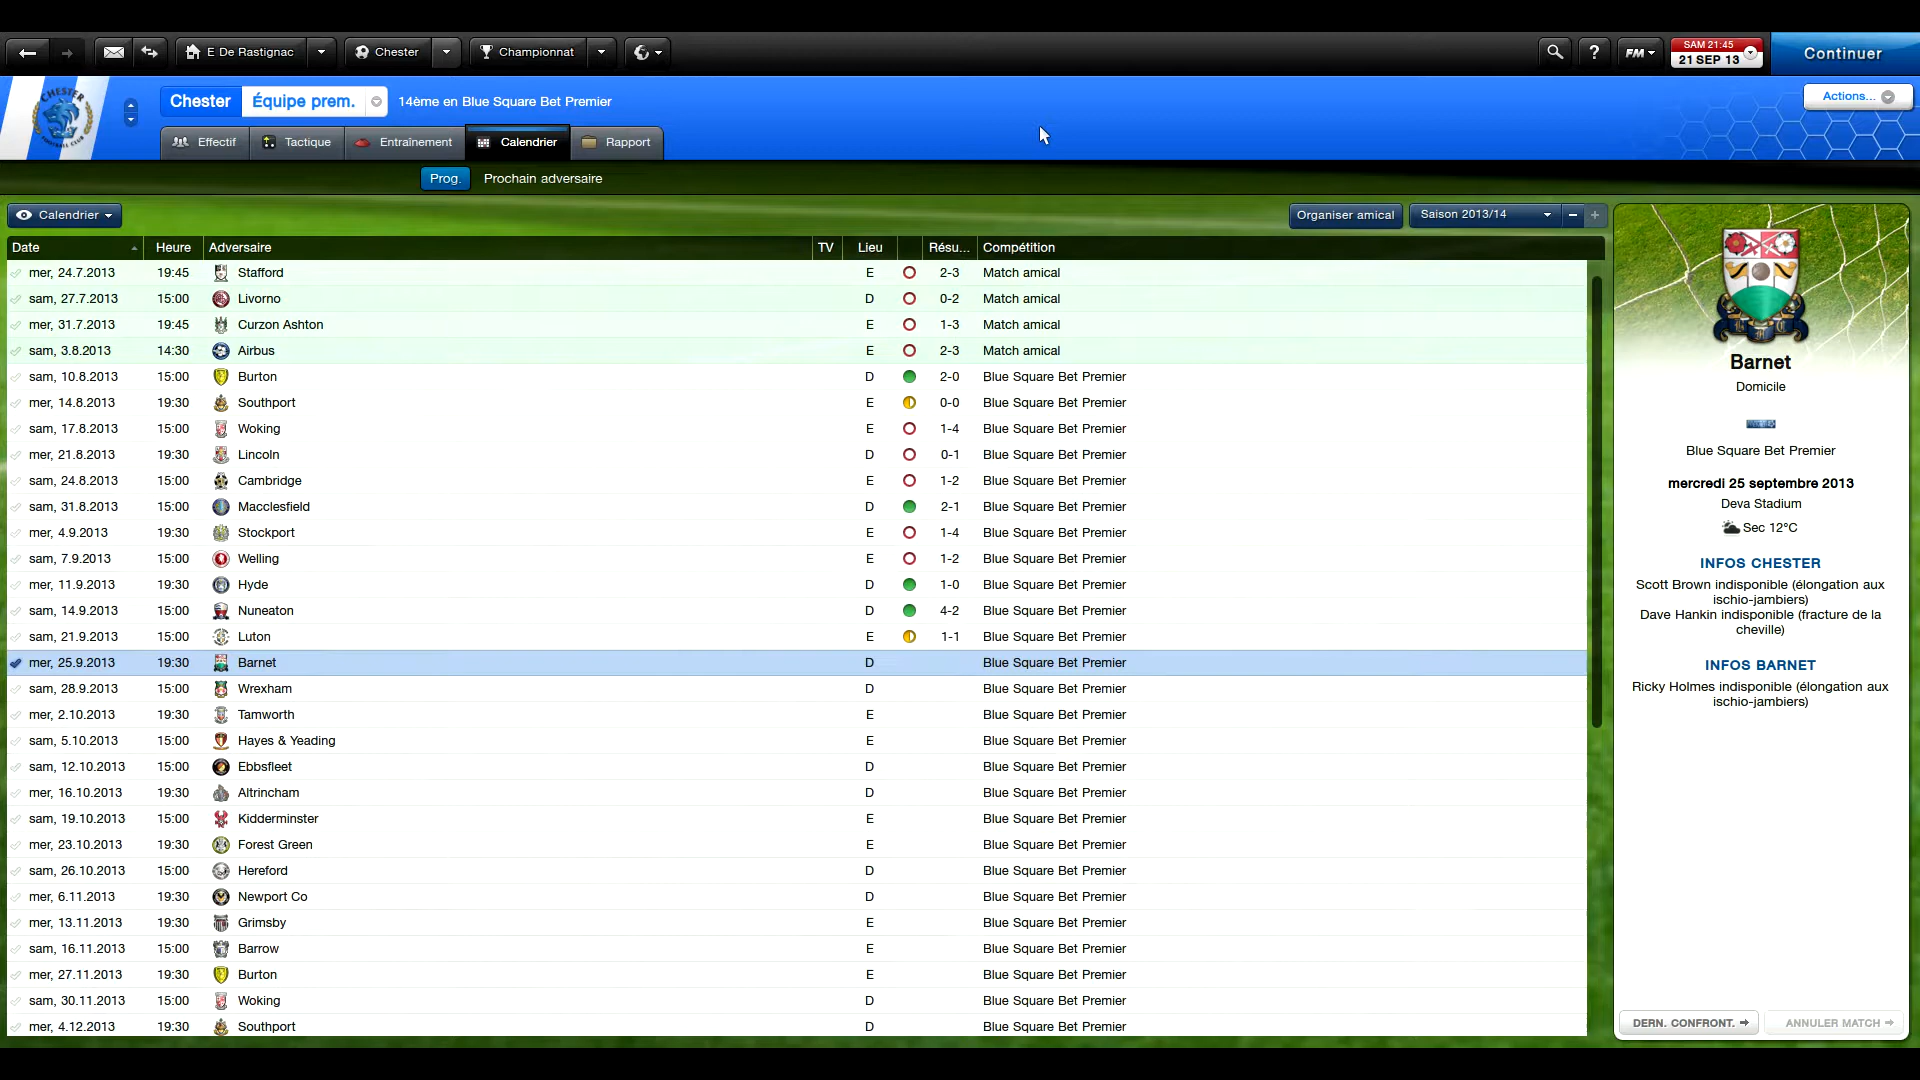 E De Rastignac
Chester
Championnat
?
FM
SAM 21:45
21 SEP 13
Continuer
CHESTER
Chester
Équipe prem.
14ème en Blue Square Bet Premier
Actions...
Effectif
Tactique
Entraînement
Calendrier
Rapport
Prog.
Prochain adversaire
Calendrier
Organiser amical
Saison 2013/14
Date Heure Adversaire TV Lieu Résu... Compétition
mer, 24.7.2013 19:45 Stafford E 2-3 Match amical
sam, 27.7.2013 15:00 Livorno D 0-2 Match amical
mer, 31.7.2013 19:45 Curzon Ashton E 1-3 Match amical
sam, 3.8.2013 14:30 Airbus E 2-3 Match amical
sam, 10.8.2013 15:00 Burton D 2-0 Blue Square Bet Premier
mer, 14.8.2013 19:30 Southport E 0-0 Blue Square Bet Premier
sam, 17.8.2013 15:00 Woking E 1-4 Blue Square Bet Premier
mer, 21.8.2013 19:30 Lincoln D 0-1 Blue Square Bet Premier
sam, 24.8.2013 15:00 Cambridge E 1-2 Blue Square Bet Premier
sam, 31.8.2013 15:00 Macclesfield D 2-1 Blue Square Bet Premier
mer, 4.9.2013 19:30 Stockport E 1-4 Blue Square Bet Premier
sam, 7.9.2013 15:00 Welling E 1-2 Blue Square Bet Premier
mer, 11.9.2013 19:30 Hyde D 1-0 Blue Square Bet Premier
sam, 14.9.2013 15:00 Nuneaton D 4-2 Blue Square Bet Premier
sam, 21.9.2013 15:00 Luton E 1-1 Blue Square Bet Premier
mer, 25.9.2013 19:30 Barnet D Blue Square Bet Premier
sam, 28.9.2013 15:00 Wrexham D Blue Square Bet Premier
mer, 2.10.2013 19:30 Tamworth E Blue Square Bet Premier
sam, 5.10.2013 15:00 Hayes & Yeading E Blue Square Bet Premier
sam, 12.10.2013 15:00 Ebbsfleet D Blue Square Bet Premier
mer, 16.10.2013 19:30 Altrincham D Blue Square Bet Premier
sam, 19.10.2013 15:00 Kidderminster E Blue Square Bet Premier
mer, 23.10.2013 19:30 Forest Green E Blue Square Bet Premier
sam, 26.10.2013 15:00 Hereford D Blue Square Bet Premier
mer, 6.11.2013 19:30 Newport Co D Blue Square Bet Premier
mer, 13.11.2013 19:30 Grimsby E Blue Square Bet Premier
sam, 16.11.2013 15:00 Barrow E Blue Square Bet Premier
mer, 27.11.2013 19:30 Burton E Blue Square Bet Premier
sam, 30.11.2013 15:00 Woking D Blue Square Bet Premier
mer, 4.12.2013 19:30 Southport D Blue Square Bet Premier
Barnet
Domicile
Blue Square Bet Premier
mercredi 25 septembre 2013
Deva Stadium
Sec 12°C
INFOS CHESTER
Scott Brown indisponible (élongation aux
ischio-jambiers)
Dave Hankin indisponible (fracture de la
cheville)
INFOS BARNET
Ricky Holmes indisponible (élongation aux
ischio-jambiers)
DERN. CONFRONT.
ANNULER MATCH